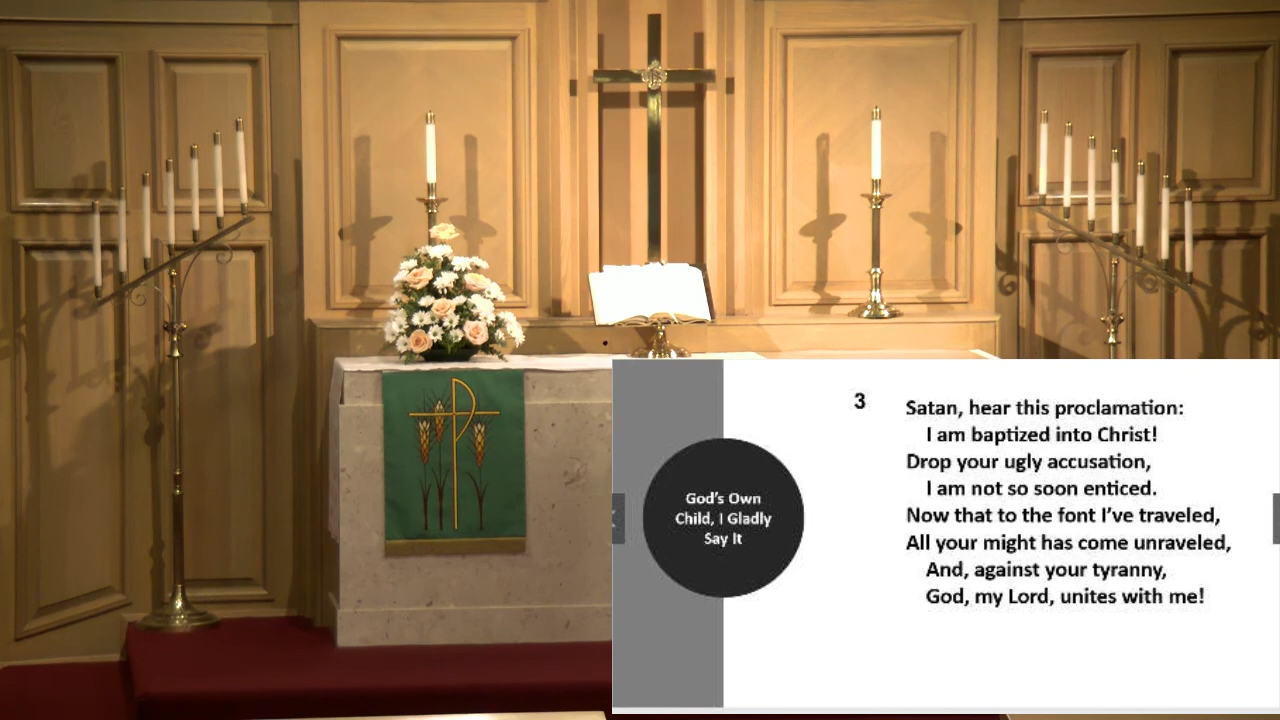 God's Own
Child, I Gladly
Say It
3
Satan, hear this proclamation:
I am baptized into Christ!
Drop your ugly accusation,
I am not so soon enticed.
Now that to the font I've traveled,
All your might has come unraveled,
And, against your tyranny,
God, my Lord, unites with me!